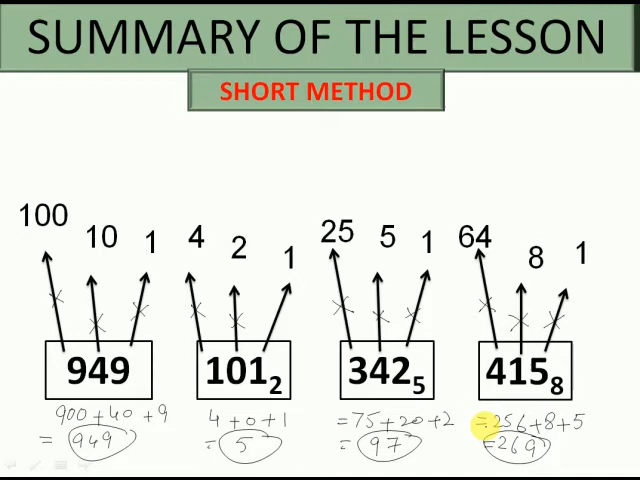 SUMMARY OF THE LESSON
SHORT METHOD
100 10 1 4 2 1 25 5 1 64 8 1
× × × × × × × × × × ×
949 101₂ 342₅ 415₈
900+40+9 4+0+1 =75+20+2 =256+8+5
= 949 = 5 = 97 =269